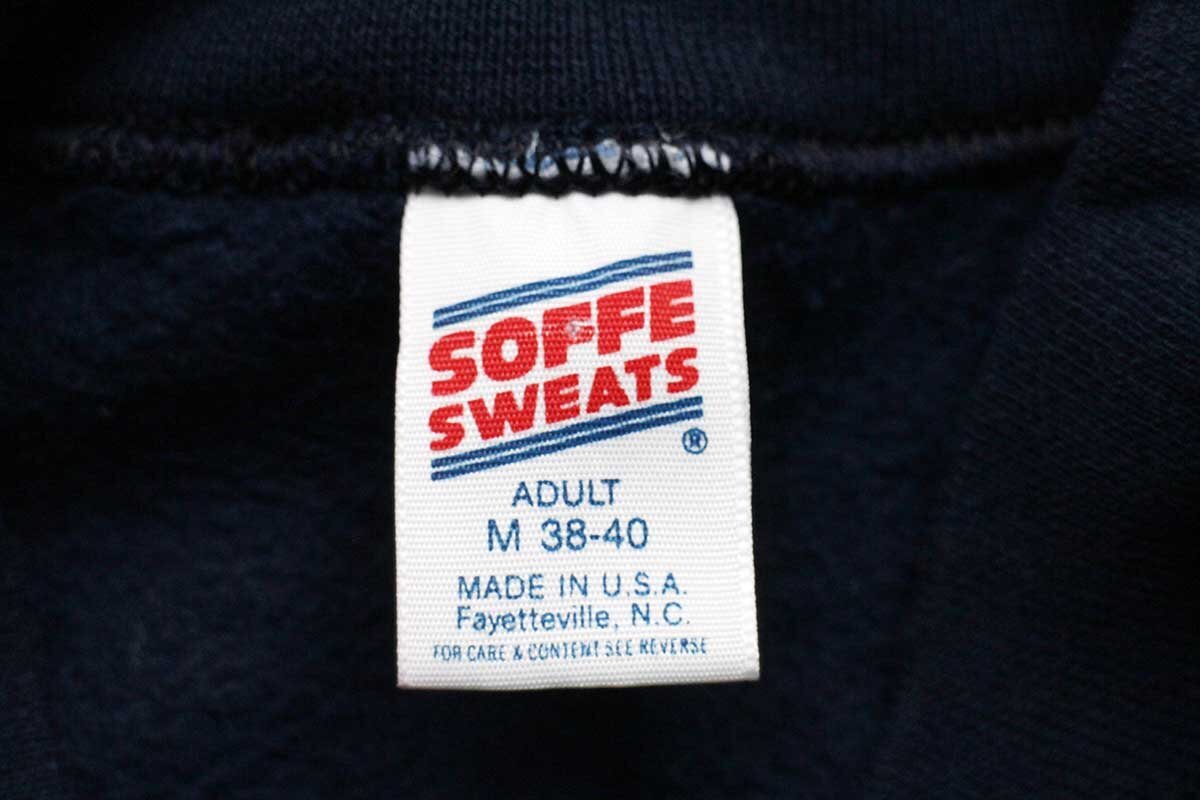 SOFFE
SWEATS
®
ADULT
M 38-40
MADE IN U.S.A.
Fayetteville, N.C.
FOR CARE & CONTENT SEE REVERSE